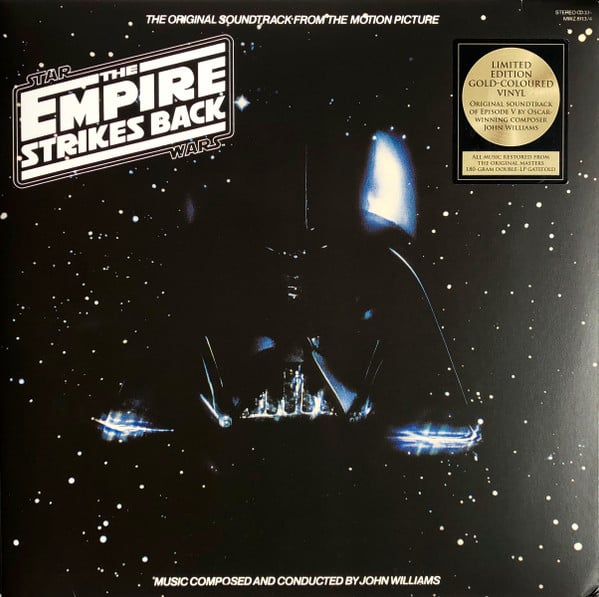 THE ORIGINAL SOUNDTRACK FROM THE MOTION PICTURE
STAR
THE
EMPIRE
STRIKES BACK
WARS
LIMITED
EDITION
GOLD-COLOURED
VINYL
ORIGINAL SOUNDTRACK
OF EPISODE V BY OSCAR-
WINNING COMPOSER
JOHN WILLIAMS
ALL MUSIC RESTORED FROM
THE ORIGINAL MASTERS
180-GRAM DOUBLE-LP GATEFOLD
MUSIC COMPOSED AND CONDUCTED BY JOHN WILLIAMS